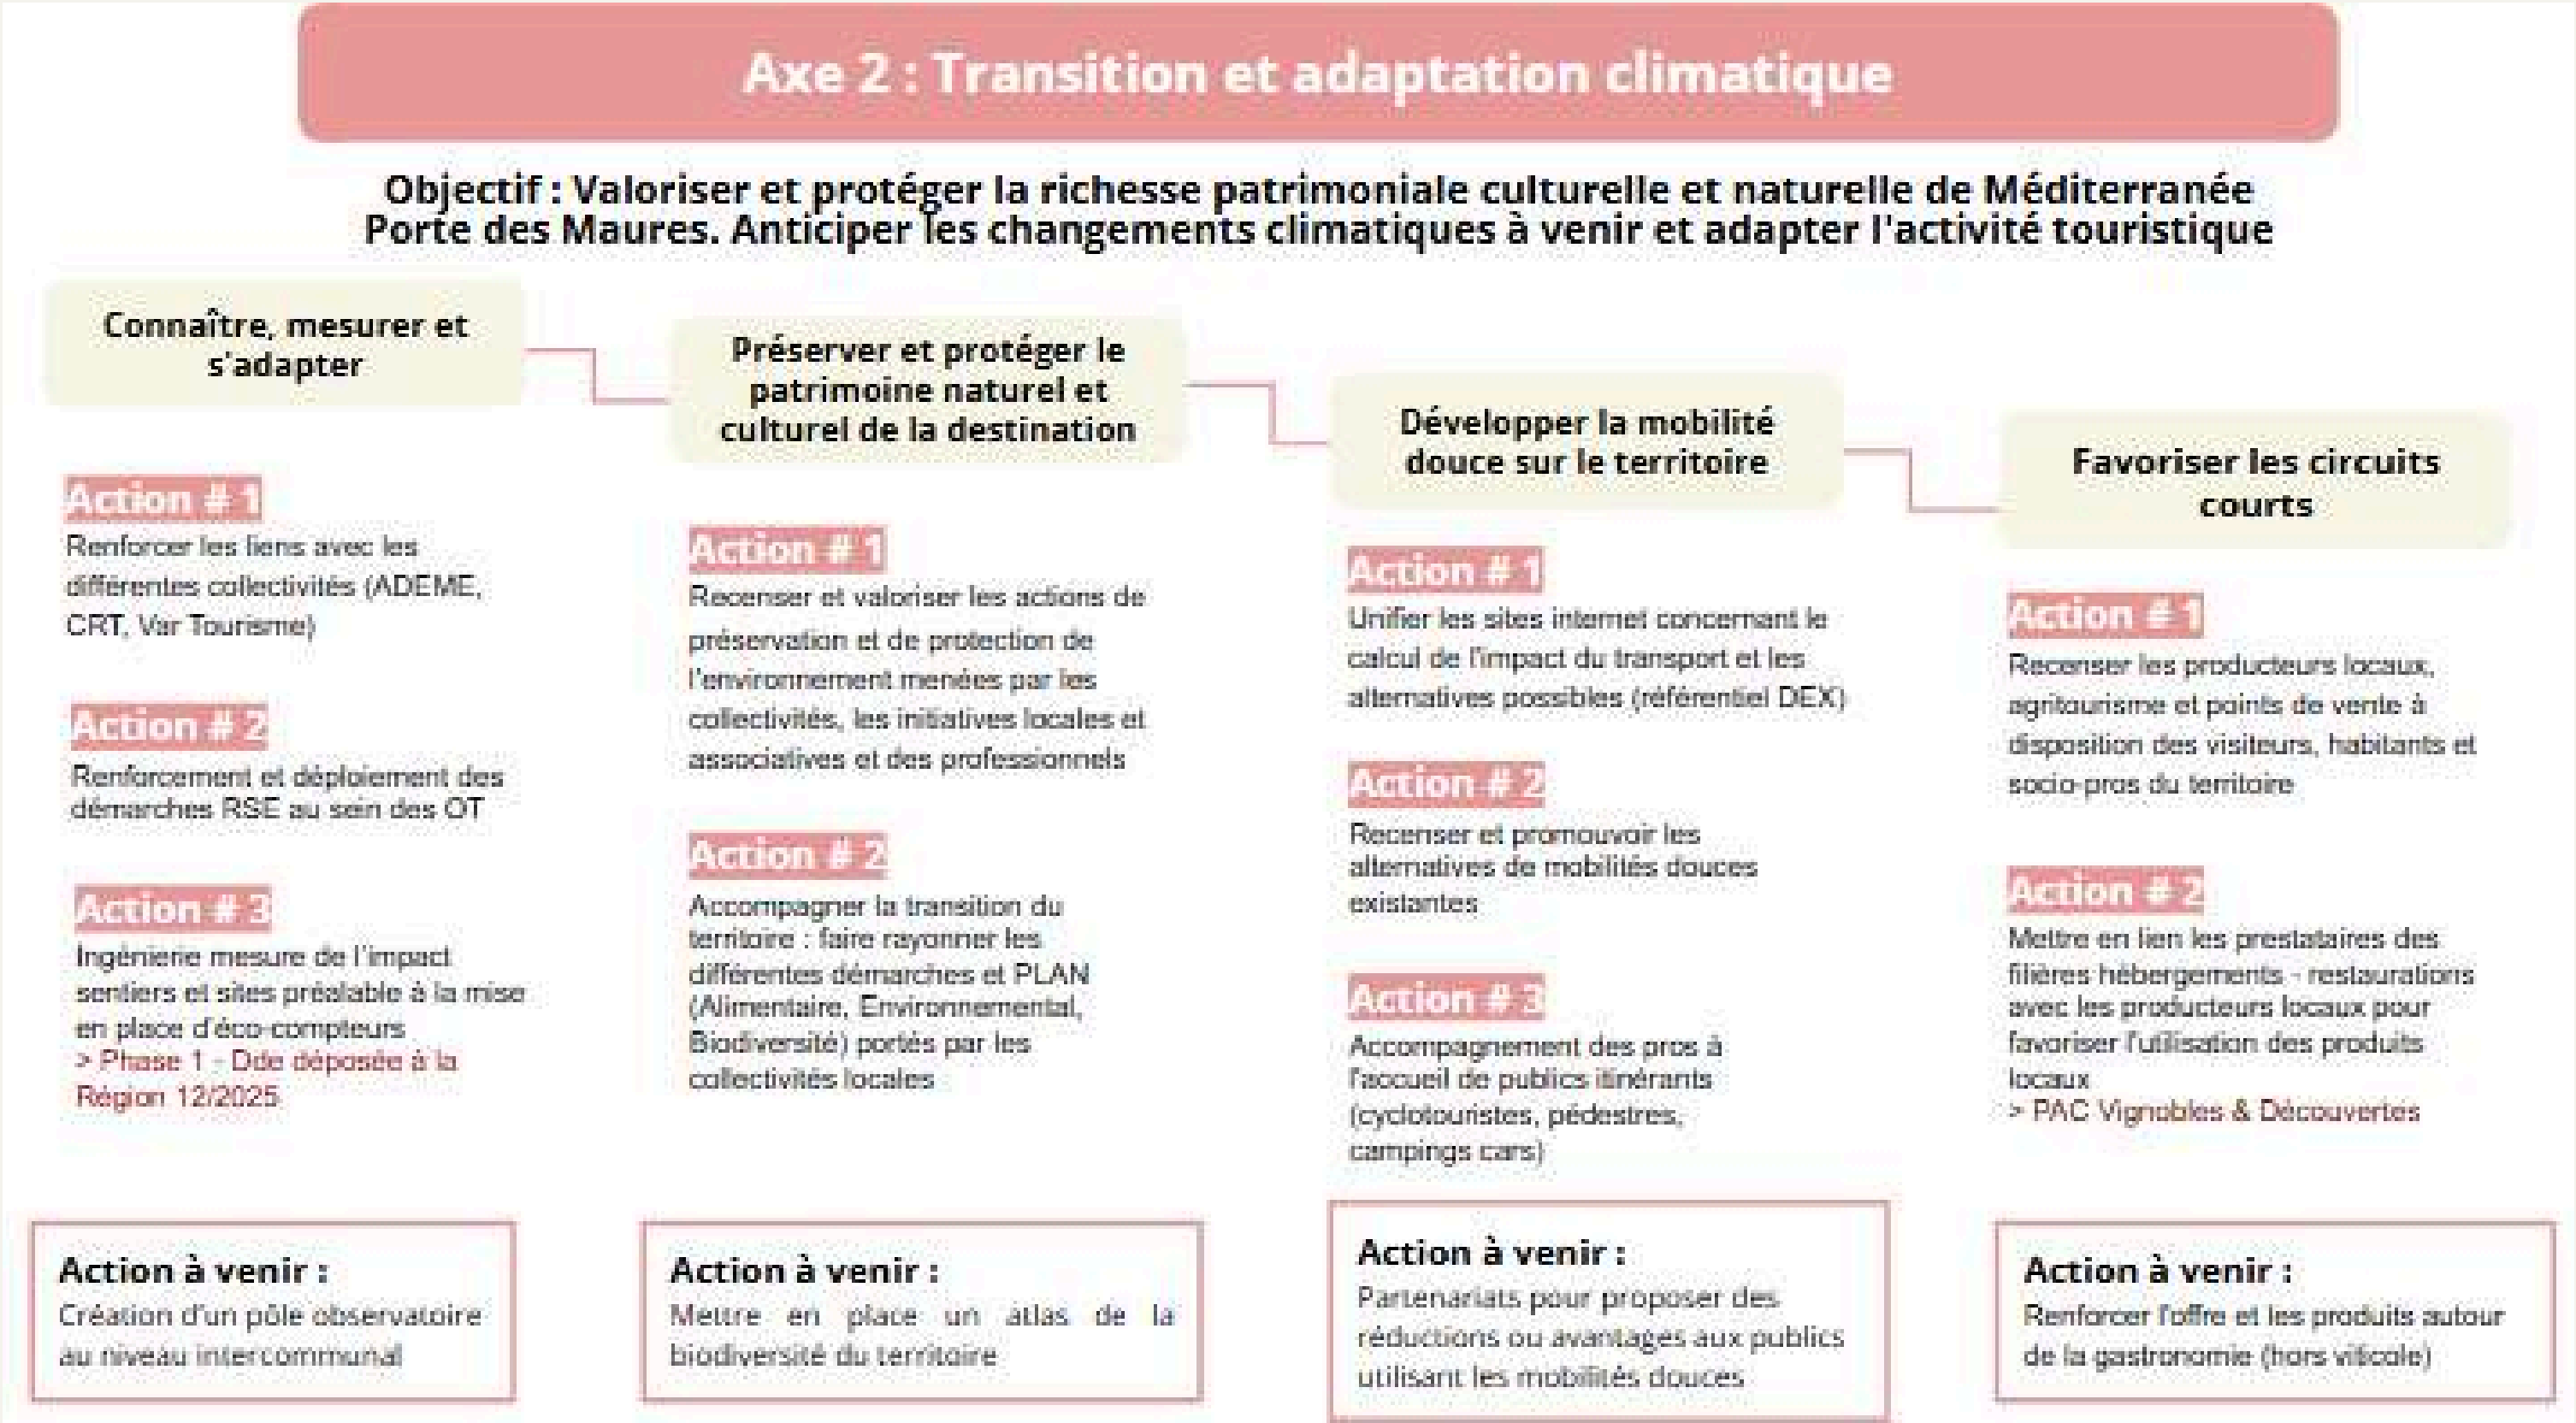 Axe 2 : Transition et adaptation climatique
Objectif : Valoriser et protéger la richesse patrimoniale culturelle et naturelle de Méditerranée
Porte des Maures. Anticiper les changements climatiques à venir et adapter l'activité touristique
Connaître, mesurer et
s'adapter
Action # 1
Renforcer les liens avec les
différentes collectivités (ADEME,
CRT, Var Tourisme)
Action # 2
Renforcement et déploiement des
démarches RSE au sein des OT
Action # 3
Ingénierie mesure de l'impact
sentiers et sites préalable à la mise
en place d'éco-compteurs
> Phase 1 - Dde déposée à la
Région 12/2025
Action à venir :
Création d'un pôle observatoire
au niveau intercommunal
Préserver et protéger le
patrimoine naturel et
culturel de la destination
Action # 1
Recenser et valoriser les actions de
préservation et de protection de
l'environnement menées par les
collectivités, les initiatives locales et
associatives et des professionnels
Action # 2
Accompagner la transition du
territoire : faire rayonner les
différentes démarches et PLAN
(Alimentaire, Environnemental,
Biodiversité) portés par les
collectivités locales
Action à venir :
Mettre en place un atlas de la
biodiversité du territoire
Développer la mobilité
douce sur le territoire
Action # 1
Unifier les sites internet concernant le
calcul de l'impact du transport et les
alternatives possibles (référentiel DEX)
Action # 2
Recenser et promouvoir les
alternatives de mobilités douces
existantes
Action # 3
Accompagnement des pros à
l'accueil de publics itinérants
(cyclotouristes, pédestres,
campings cars)
Action à venir :
Partenariats pour proposer des
réductions ou avantages aux publics
utilisant les mobilités douces
Favoriser les circuits
courts
Action # 1
Recenser les producteurs locaux,
agritourisme et points de vente à
disposition des visiteurs, habitants et
socio-pros du territoire
Action # 2
Mettre en lien les prestataires des
filières hébergements - restaurations
avec les producteurs locaux pour
favoriser l'utilisation des produits
locaux
> PAC Vignobles & Découvertes
Action à venir :
Renforcer l'offre et les produits autour
de la gastronomie (hors viticole)